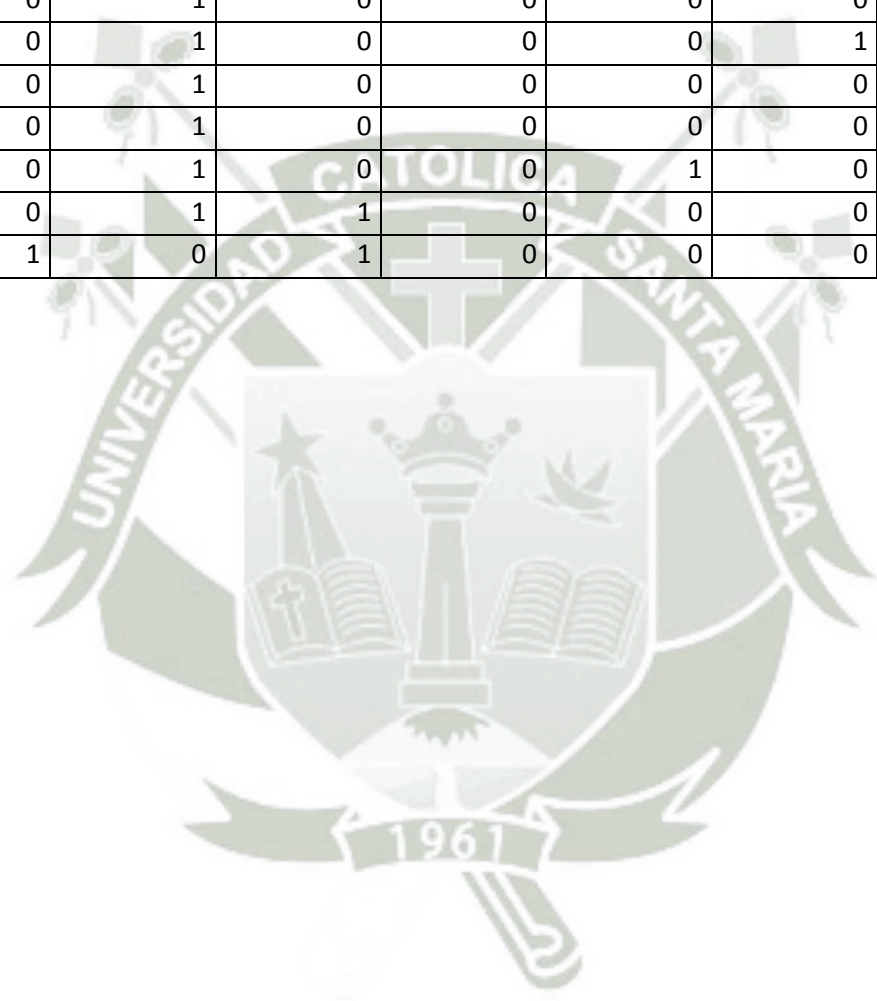 0 1 0 0 0 0
0 1 0 0 0 1
0 1 0 0 0 0
0 1 0 0 0 0
0 1 0 0 1 0
0 1 1 0 0 0
1 0 1 0 0 0
UNIVERSIDAD CATOLICA SANTA MARIA
1961